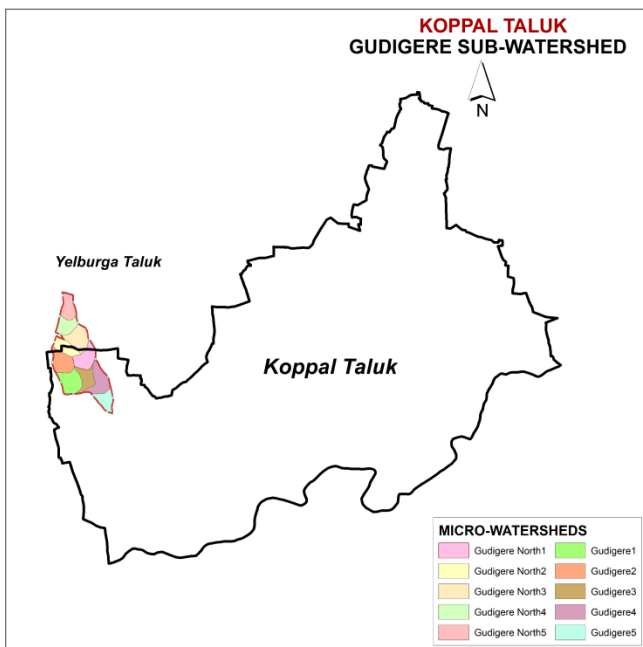 KOPPAL TALUK
GUDIGERE SUB-WATERSHED
N
Yelburga Taluk
Koppal Taluk
MICRO-WATERSHEDS
Gudigere North1
Gudigere North2
Gudigere North3
Gudigere North4
Gudigere North5
Gudigere1
Gudigere2
Gudigere3
Gudigere4
Gudigere5